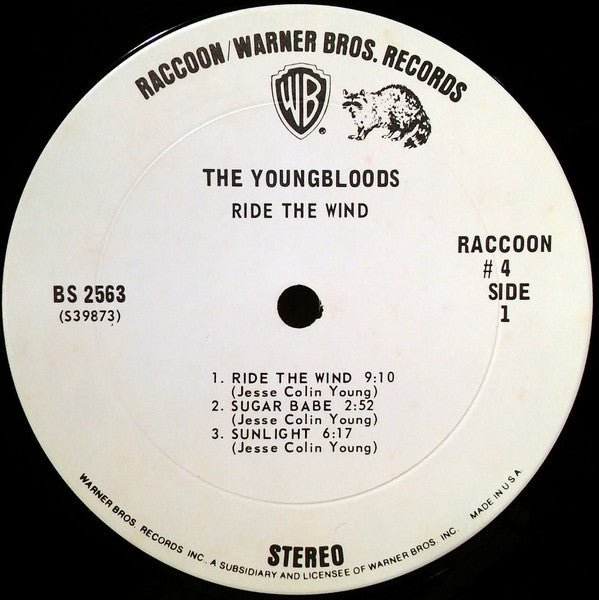 RACCOON/WARNER BROS. RECORDS
WB
®
THE YOUNGBLOODS
RIDE THE WIND
RACCOON
# 4
SIDE
1
BS 2563
(S39873)
1. RIDE THE WIND 9:10
(Jesse Colin Young)
2. SUGAR BABE 2:52
(Jesse Colin Young)
3. SUNLIGHT 6:17
(Jesse Colin Young)
STEREO
WARNER BROS. RECORDS INC., A SUBSIDIARY AND LICENSEE OF WARNER BROS. INC. MADE IN U.S.A.